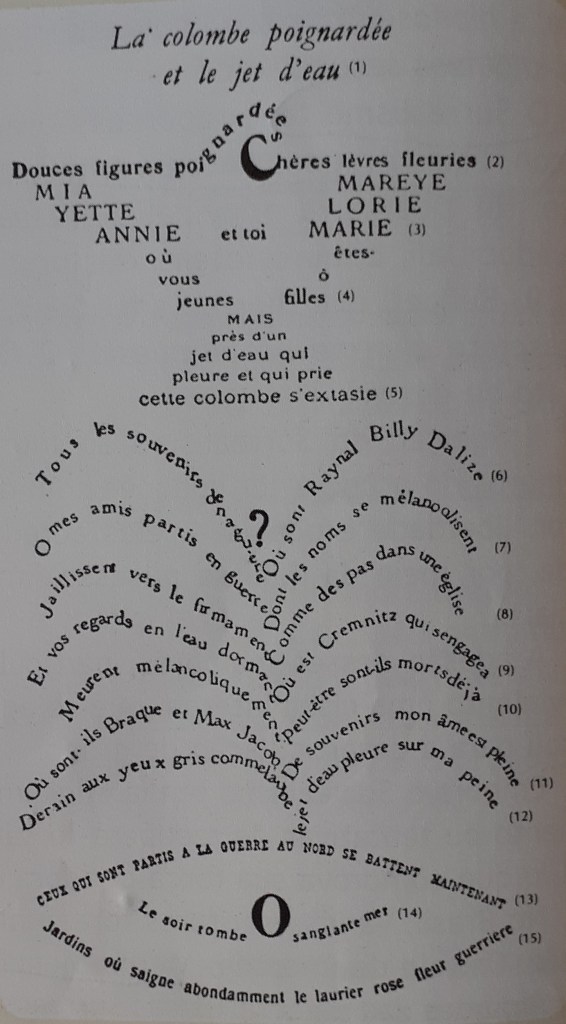 La colombe poignardée
et le jet d'eau (1)
Douces figures poignardées Chères lèvres fleuries (2)
MIA MAREYE
YETTE LORIE
ANNIE et toi MARIE (3)
où êtes-
vous ô
jeunes filles (4)
MAIS
près d'un
jet d'eau qui
pleure et qui prie
cette colombe s'extasie (5)
Tous les souvenirs de naguère
?
Où sont Raynal Billy Dalize (6)
O mes amis partis en guerre
Dont les noms se mélancolisent (7)
Jaillissent vers le firmament
Comme des pas dans une église (8)
Et vos regards en l'eau dormant
Où est Cremnitz qui sengagea (9)
Meurent mélancoliquement
Peut-être sont-ils morts déjà (10)
Où sont-ils Braque et Max Jacob
De souvenirs mon âme est pleine (11)
Derain aux yeux gris comme laube
le jet d'eau pleure sur ma peine (12)
CEUX QUI SONT PARTIS A LA GUERRE AU NORD SE BATTENT MAINTENANT (13)
Le soir tombe O sanglante mer (14)
Jardins où saigne abondamment le laurier rose fleur guerrière (15)